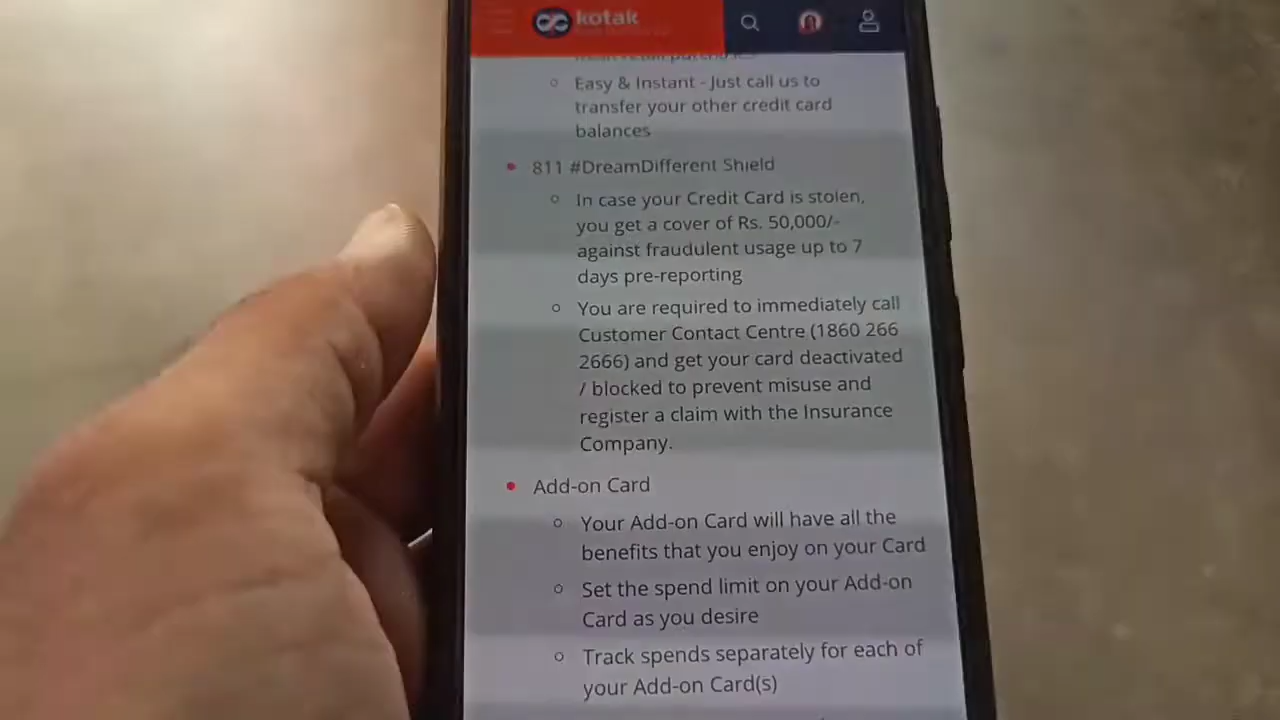 kotak
Easy & Instant - Just call us to
transfer your other credit card
balances
811 #DreamDifferent Shield
In case your Credit Card is stolen,
you get a cover of Rs. 50,000/-
against fraudulent usage up to 7
days pre-reporting
You are required to immediately call
Customer Contact Centre (1860 266
2666) and get your card deactivated
/ blocked to prevent misuse and
register a claim with the Insurance
Company.
Add-on Card
Your Add-on Card will have all the
benefits that you enjoy on your Card
Set the spend limit on your Add-on
Card as you desire
Track spends separately for each of
your Add-on Card(s)